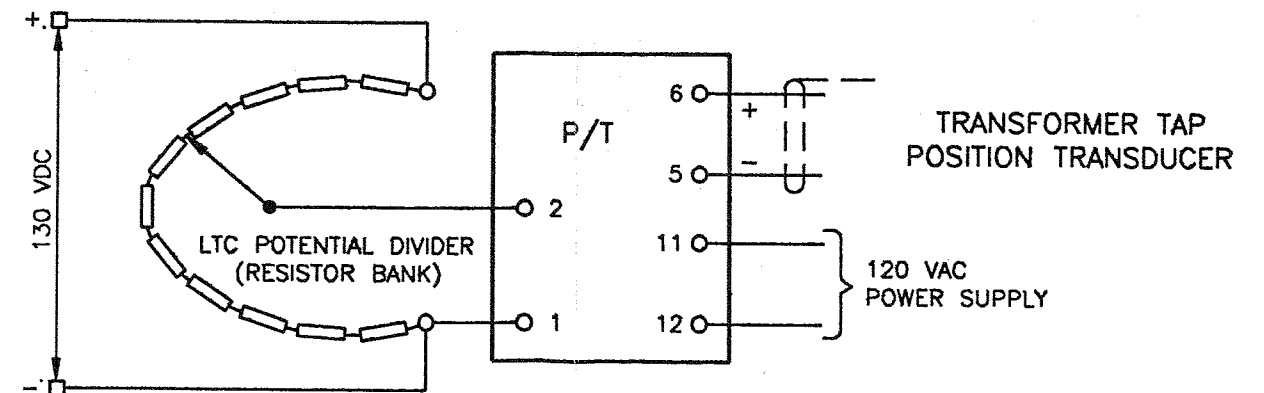 +
130 VDC
-
LTC POTENTIAL DIVIDER
(RESISTOR BANK)
P/T
2
1
6
+
-
5
11
12
TRANSFORMER TAP
POSITION TRANSDUCER
120 VAC
POWER SUPPLY